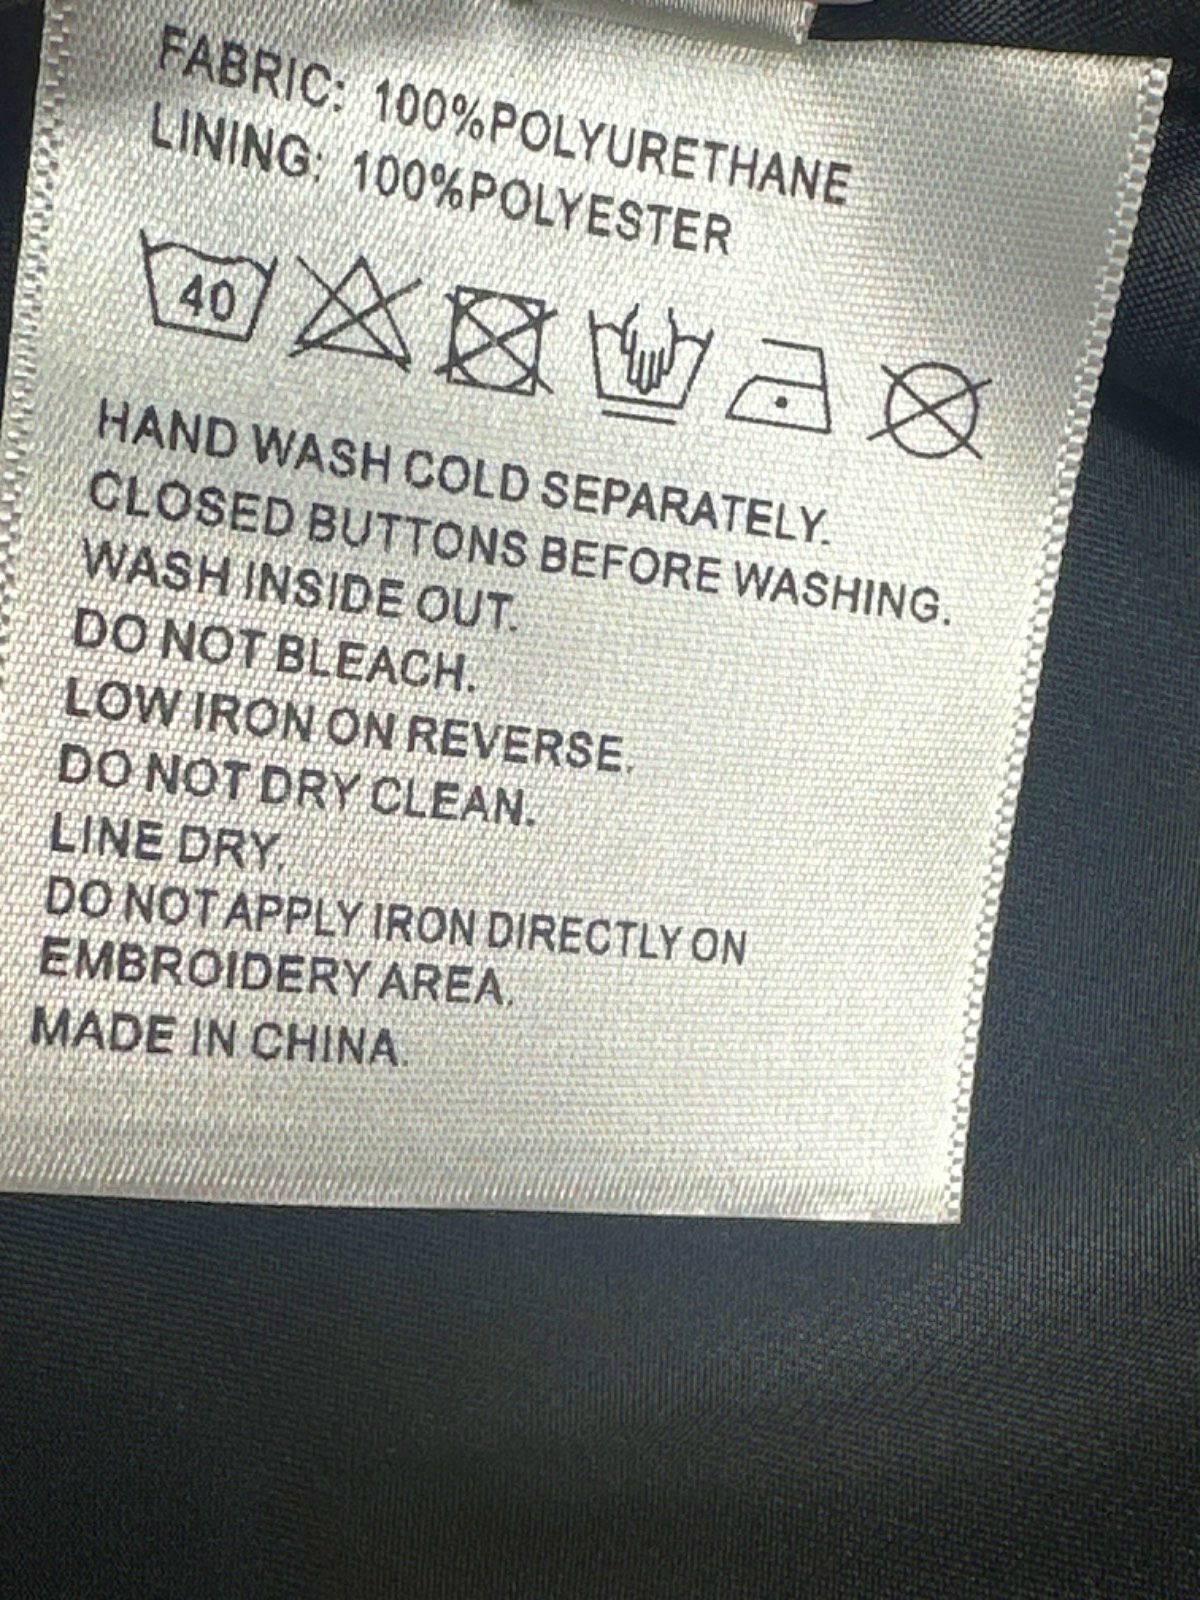 FABRIC: 100%POLYURETHANE
LINING: 100%POLYESTER
40
HAND WASH COLD SEPARATELY.
CLOSED BUTTONS BEFORE WASHING.
WASH INSIDE OUT.
DO NOT BLEACH.
LOW IRON ON REVERSE.
DO NOT DRY CLEAN.
LINE DRY.
DO NOT APPLY IRON DIRECTLY ON
EMBROIDERY AREA.
MADE IN CHINA.